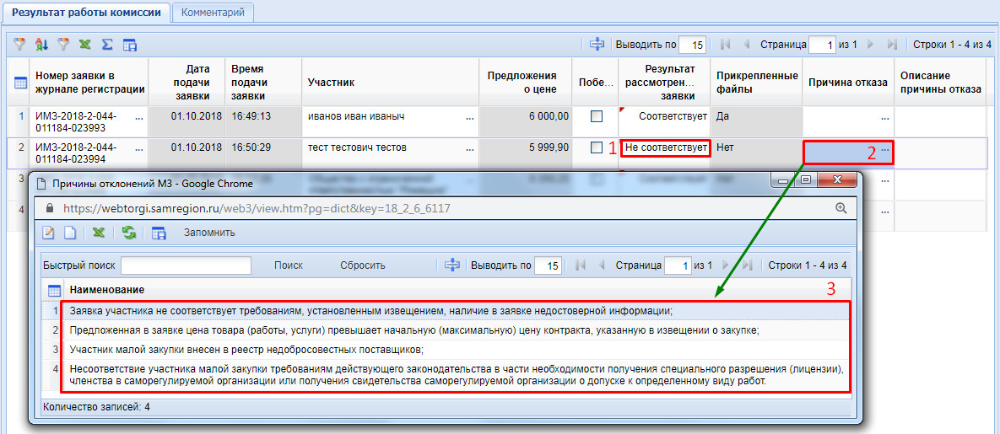 Результат работы комиссии Комментарий
Выводить по 15 Страница 1 из 1 Строки 1 - 4 из 4
Номер заявки в журнале регистрации Дата подачи заявки Время подачи заявки Участник Предложения о цене Побе... Результат рассмотрен... заявки Прикрепленные файлы Причина отказа Описание причины отказа
1 ИМЗ-2018-2-044- ... 01.10.2018 16:49:13 иванов иван иваныч ... 6 000,00 Соответствует Да ...
011184-023993
2 ИМЗ-2018-2-044- ... 01.10.2018 16:50:29 тест тестович тестов ... 5 999,90 1 Не соответствует Нет 2 ...
011184-023994
3 ...
4 ...
Причины отклонений МЗ - Google Chrome
https://webtorgi.samregion.ru/web3/view.htm?pg=dict&key=18_2_6_6117
Запомнить
Быстрый поиск Поиск Сбросить Выводить по 15 Страница 1 из 1 Строки 1 - 4 из 4
Наименование 3
1 Заявка участника не соответствует требованиям, установленным извещением, наличие в заявке недостоверной информации;
2 Предложенная в заявке цена товара (работы, услуги) превышает начальную (максимальную) цену контракта, указанную в извещении о закупке;
3 Участник малой закупки внесен в реестр недобросовестных поставщиков;
4 Несоответствие участника малой закупки требованиям действующего законодательства в части необходимости получения специального разрешения (лицензии),
членства в саморегулируемой организации или получения свидетельства саморегулируемой организации о допуске к определенному виду работ.
Количество записей: 4